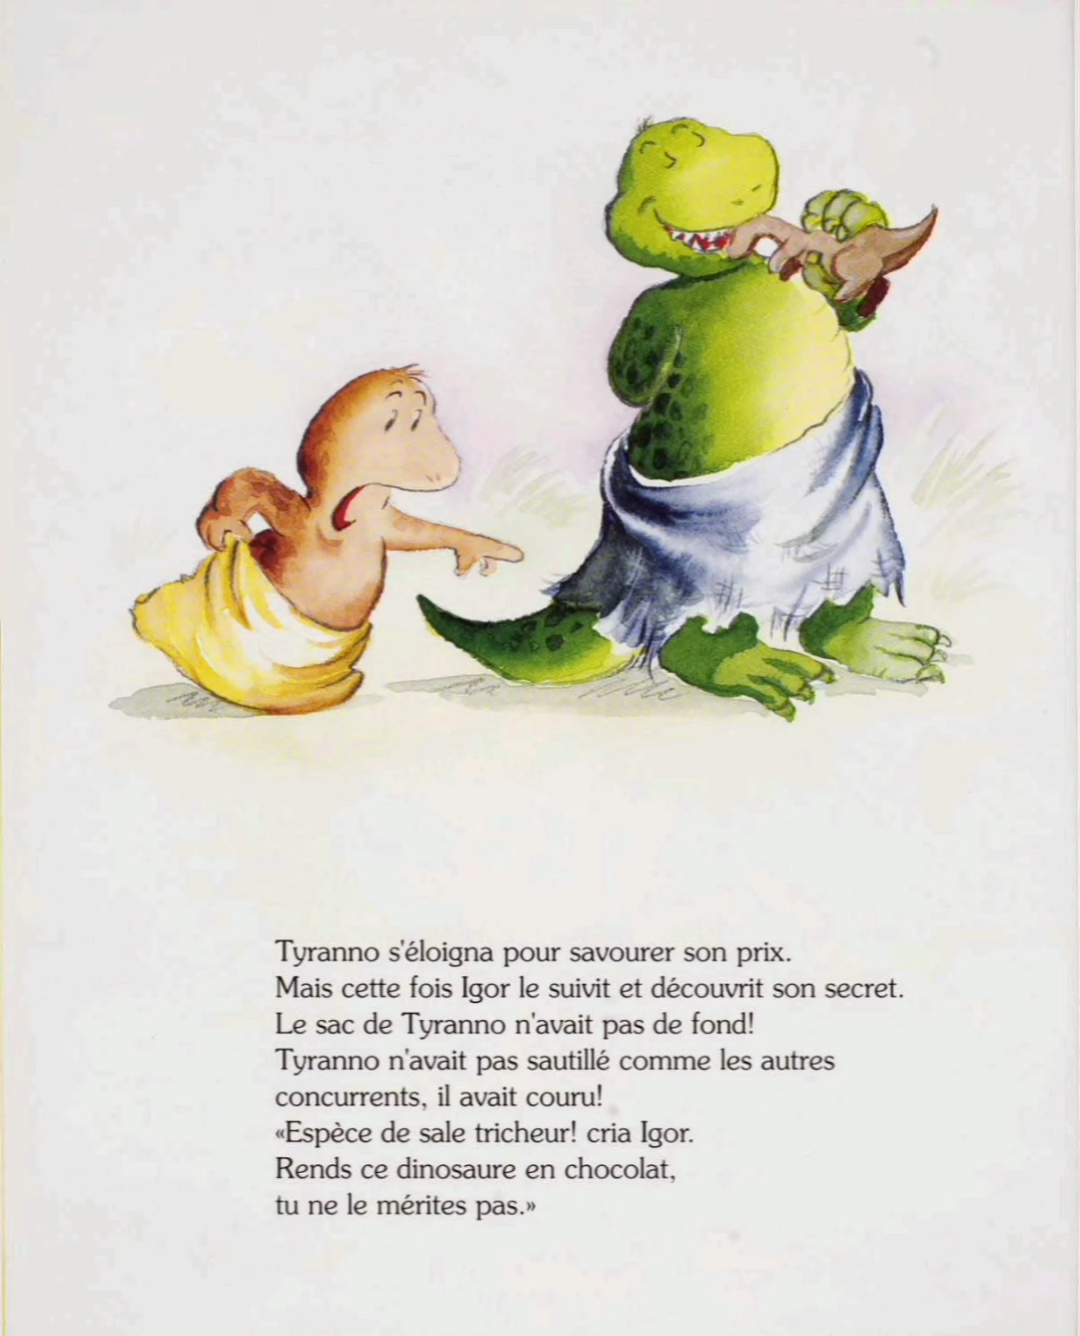 Tyranno s'éloigna pour savourer son prix.
Mais cette fois Igor le suivit et découvrit son secret.
Le sac de Tyranno n'avait pas de fond!
Tyranno n'avait pas sautillé comme les autres
concurrents, il avait couru!
«Espèce de sale tricheur! cria Igor.
Rends ce dinosaure en chocolat,
tu ne le mérites pas.»